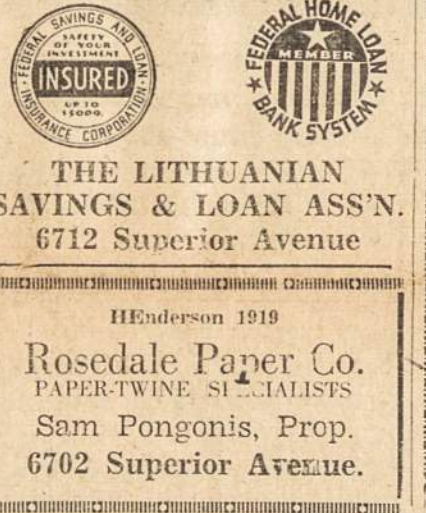 FEDERAL SAVINGS AND LOAN INSURANCE CORPORATION
SAFETY
OF YOUR
INVESTMENT
INSURED
UP TO
$5000.
FEDERAL HOME LOAN BANK SYSTEM
MEMBER
THE LITHUANIAN
SAVINGS & LOAN ASS'N.
6712 Superior Avenue
HEnderson 1919
Rosedale Paper Co.
PAPER-TWINE SPECIALISTS
Sam Pongonis, Prop.
6702 Superior Avenue.